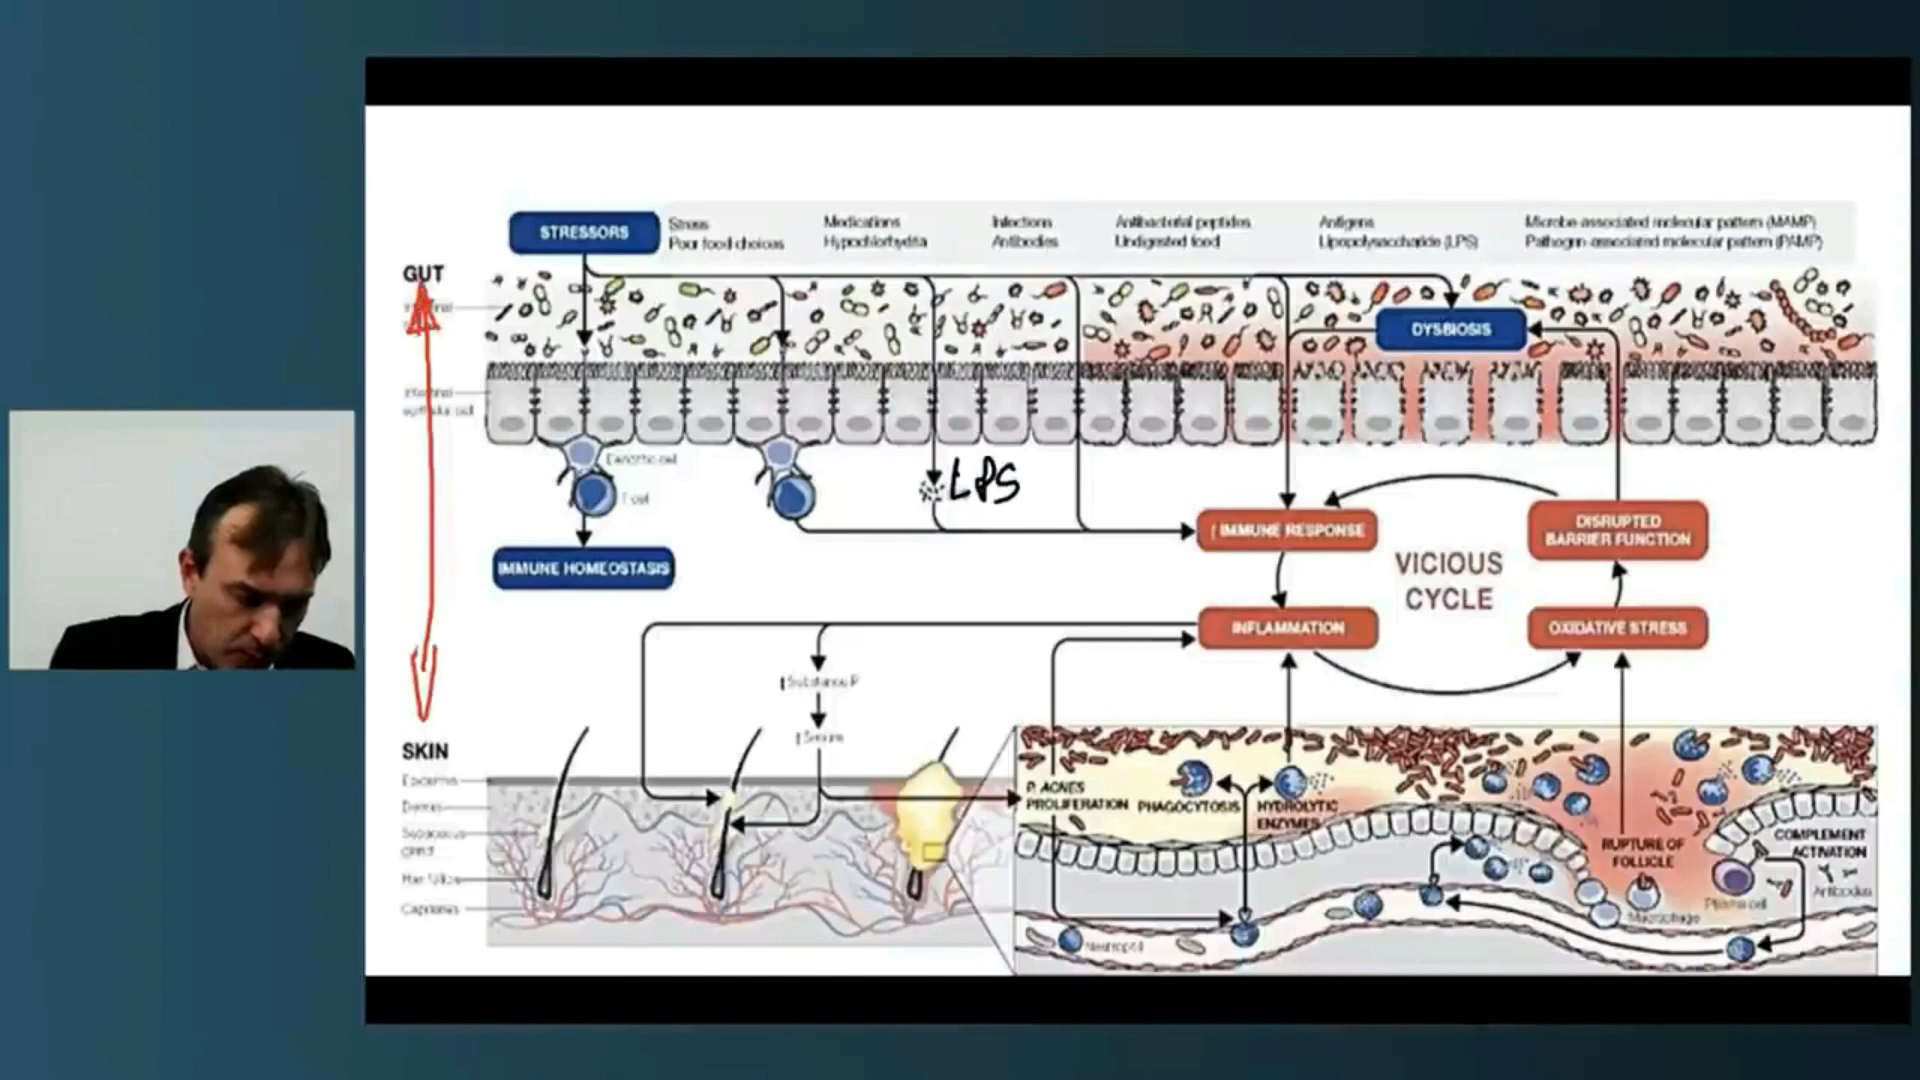 STRESSORS
Stress
Poor food choices
Medications
Hypochlorhydria
Infections
Antibodies
Antibacterial peptides
Undigested food
Antigens
Lipopolysaccharide (LPS)
Microbe-associated molecular pattern (MAMP)
Pathogen-associated molecular pattern (PAMP)
GUT
DYSBIOSIS
Intestinal
epithelial cell
Dendritic cell
T cell
LPS
IMMUNE HOMEOSTASIS
IMMUNE RESPONSE
DISRUPTED
BARRIER FUNCTION
VICIOUS
CYCLE
INFLAMMATION
OXIDATIVE STRESS
Substance P
Sebum
SKIN
Epidermis
Dermis
Sebaceous
gland
Hair follicle
Capillaries
P. ACNES
PROLIFERATION
PHAGOCYTOSIS
HYDROLYTIC
ENZYMES
RUPTURE OF
FOLLICLE
COMPLEMENT
ACTIVATION
Antibodies
Plasma cell
Macrophage
Neutrophil